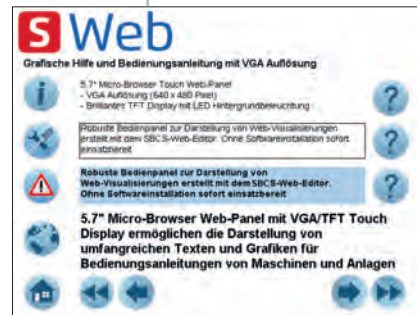 S Web
Grafische Hilfe und Bedienungsanleitung mit VGA Auflösung
5.7" Micro-Browser Touch Web-Panel
- VGA Auflösung (640 x 480 Pixel)
- Brillantes TFT Display mit LED Hintergrundbeleuchtung
Robuste Bedienpanel zur Darstellung von Web-Visualisierungen
erstellt mit dem SBCS-Web-Editor. Ohne Softwareinstallation sofort
einsatzbereit
Robuste Bedienpanel zur Darstellung von
Web-Visualisierungen erstellt mit dem SBCS-Web-Editor.
Ohne Softwareinstallation sofort einsatzbereit
5.7" Micro-Browser Web-Panel mit VGA/TFT Touch
Display ermöglichen die Darstellung von
umfangreichen Texten und Grafiken für
Bedienungsanleitungen von Maschinen und Anlagen